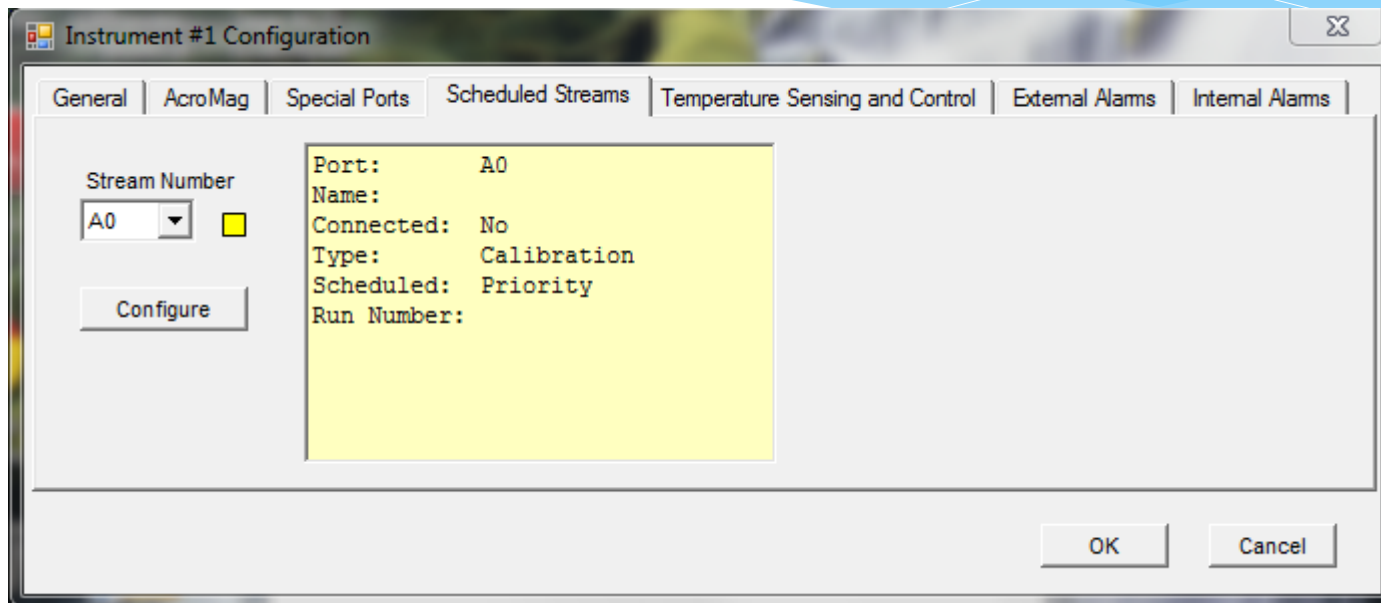 Instrument #1 Configuration
General AcroMag Special Ports Scheduled Streams Temperature Sensing and Control External Alarms Internal Alarms
Stream Number
A0
Configure
Port: A0
Name:
Connected: No
Type: Calibration
Scheduled: Priority
Run Number:
OK Cancel